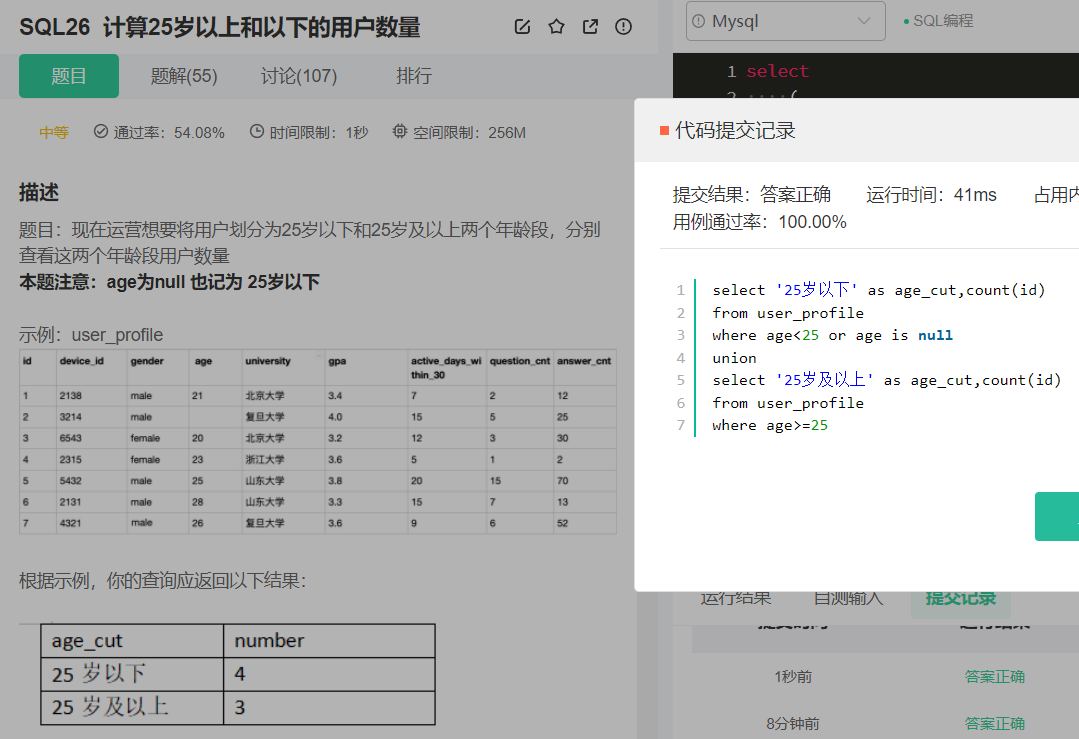 SQL26 计算25岁以上和以下的用户数量
题目 题解(55) 讨论(107) 排行
中等 通过率：54.08% 时间限制：1秒 空间限制：256M
描述
题目：现在运营想要将用户划分为25岁以下和25岁及以上两个年龄段，分别
查看这两个年龄段用户数量
本题注意：age为null 也记为 25岁以下
示例：user_profile
id device_id gender age university gpa active_days_wi question_cnt answer_cnt
thin_30
1 2138 male 21 北京大学 3.4 7 2 12
2 3214 male 复旦大学 4.0 15 5 25
3 6543 female 20 北京大学 3.2 12 3 30
4 2315 female 23 浙江大学 3.6 5 1 2
5 5432 male 25 山东大学 3.8 20 15 70
6 2131 male 28 山东大学 3.3 15 7 13
7 4321 male 26 复旦大学 3.6 9 6 52
根据示例，你的查询应返回以下结果：
age_cut number
25 岁以下 4
25 岁及以上 3
Mysql SQL编程
1 select
代码提交记录
提交结果：答案正确 运行时间：41ms 占用内
用例通过率：100.00%
1 select '25岁以下' as age_cut,count(id)
2 from user_profile
3 where age<25 or age is null
4 union
5 select '25岁及以上' as age_cut,count(id)
6 from user_profile
7 where age>=25
运行结果 自测输入 提交记录
1秒前 答案正确
8分钟前 答案正确